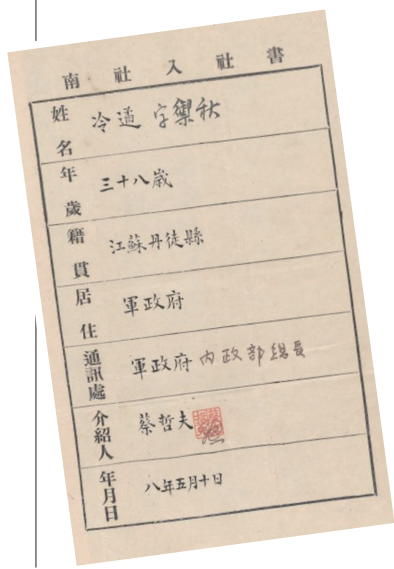 南社入社書
姓名 冷遹 字禦秋
年歲 三十八歲
籍貫 江蘇丹徒縣
居住 軍政府
通訊處 軍政府 內政部總長
介紹人 蔡哲夫
年月日 八年五月十日